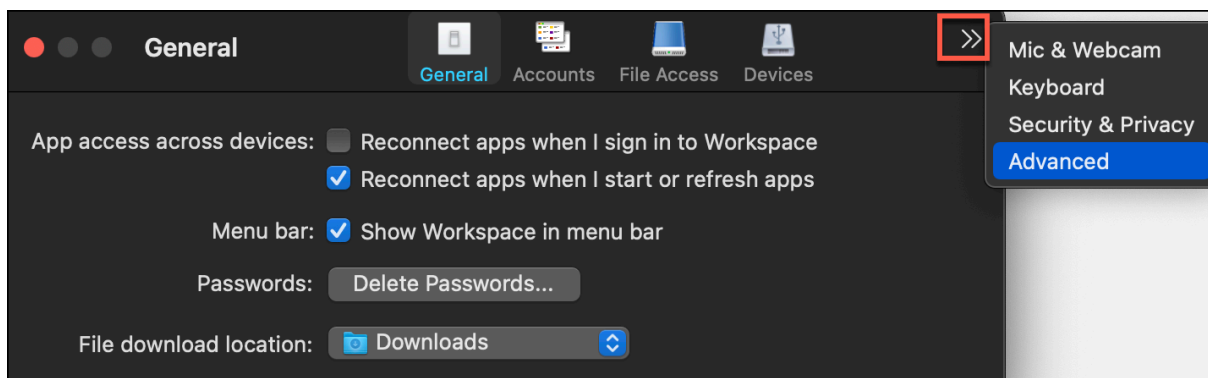 General
General Accounts File Access Devices
Mic & Webcam
Keyboard
Security & Privacy
Advanced
App access across devices: Reconnect apps when I sign in to Workspace
Reconnect apps when I start or refresh apps
Menu bar: Show Workspace in menu bar
Passwords: Delete Passwords...
File download location: Downloads